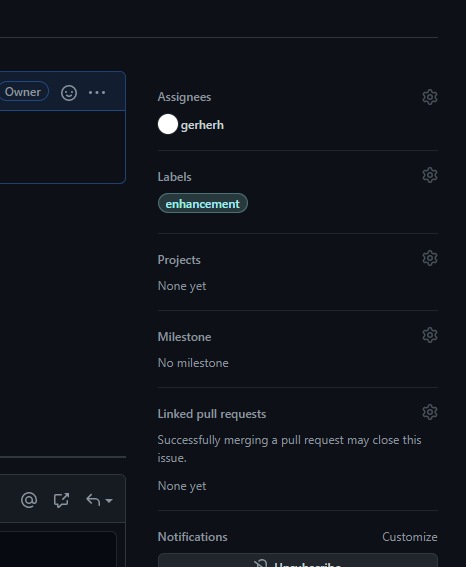 Owner
Assignees
gerherh
Labels
enhancement
Projects
None yet
Milestone
No milestone
Linked pull requests
Successfully merging a pull request may close this
issue.
None yet
Notifications
Customize